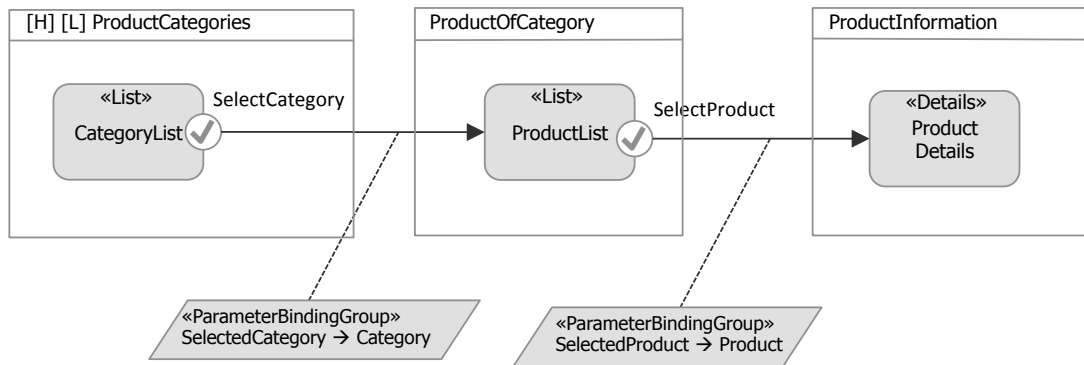 [H] [L] ProductCategories
«List»
CategoryList
SelectCategory
ProductOfCategory
«List»
ProductList
SelectProduct
ProductInformation
«Details»
Product
Details
«ParameterBindingGroup»
SelectedCategory → Category
«ParameterBindingGroup»
SelectedProduct → Product